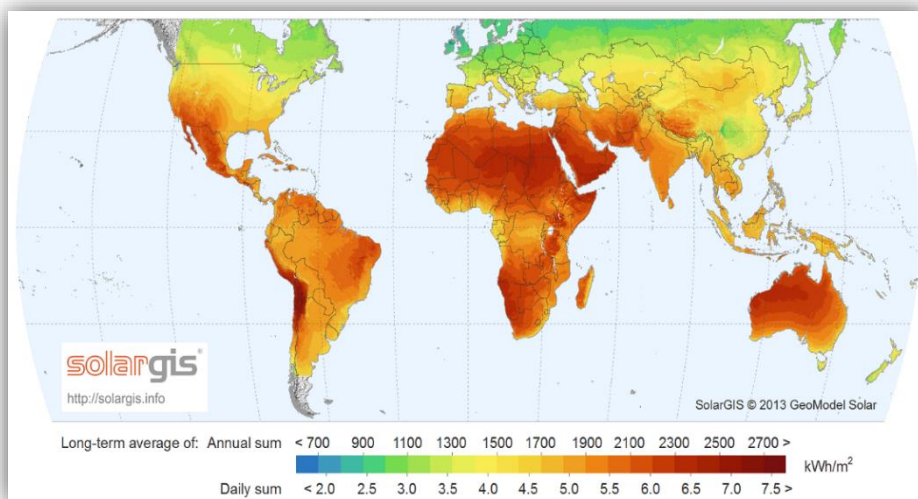 solargis
http://solargis.info
SolarGIS © 2013 GeoModel Solar
Long-term average of: Annual sum < 700 900 1100 1300 1500 1700 1900 2100 2300 2500 2700 >
kWh/m²
Daily sum < 2.0 2.5 3.0 3.5 4.0 4.5 5.0 5.5 6.0 6.5 7.0 7.5 >